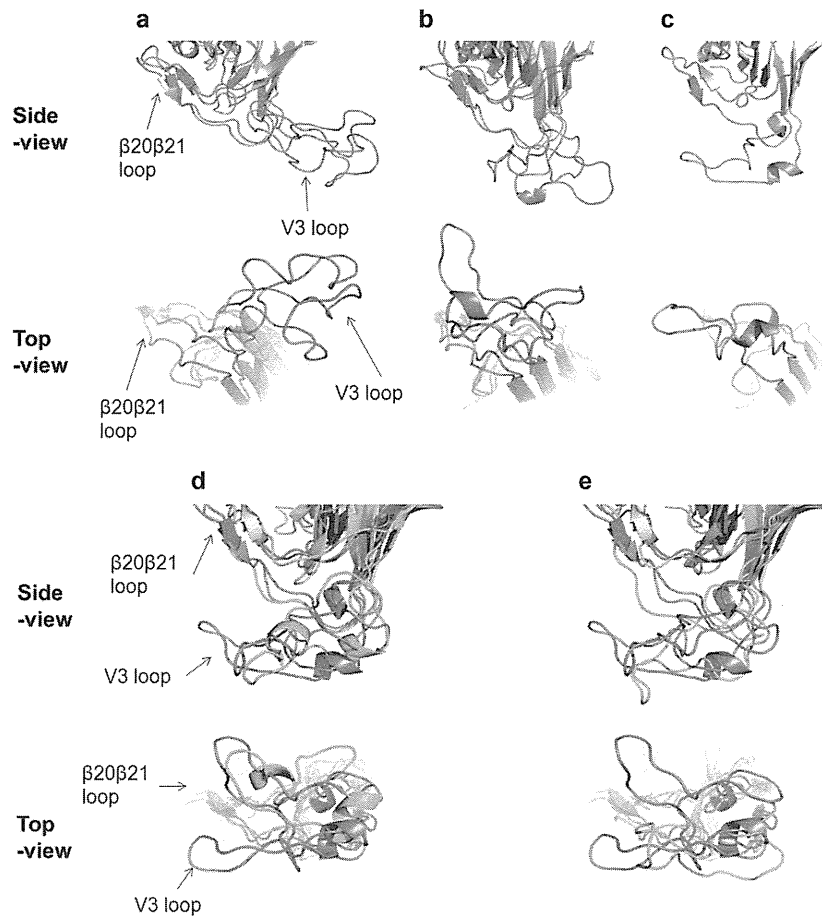 a
b
c
Side
-view
β20β21
loop
V3 loop
Top
-view
β20β21
loop
V3 loop
d
e
Side
-view
β20β21
loop
V3 loop
Top
-view
β20β21
loop
V3 loop